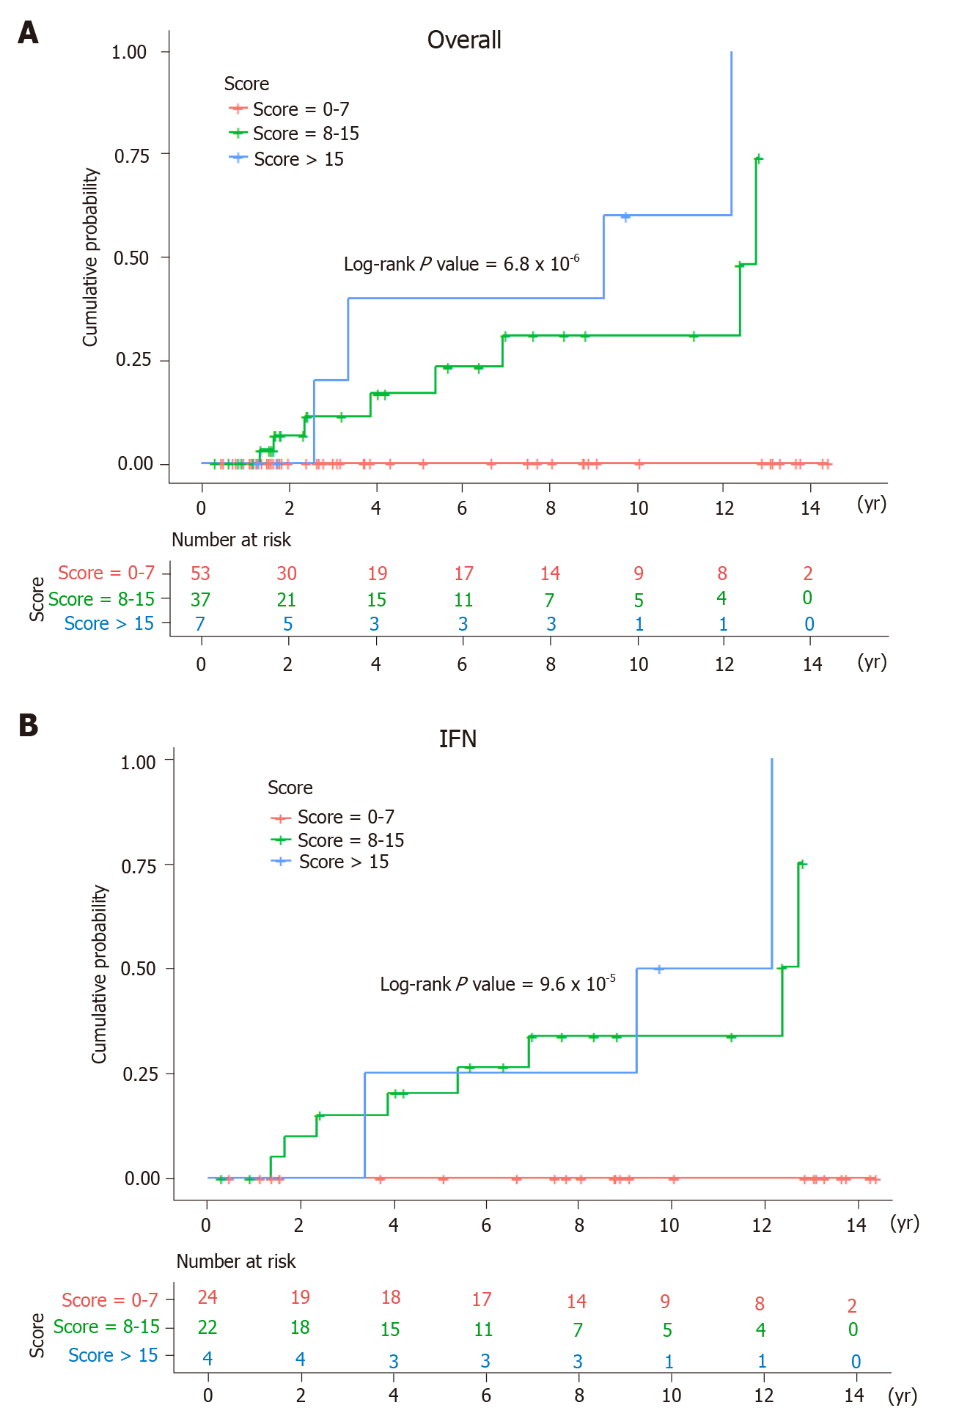 A
Overall
1.00
0.75
0.50
0.25
0.00
Cumulative probability
Score
Score = 0-7
Score = 8-15
Score > 15
Log-rank P value = 6.8 x 10-6
0 2 4 6 8 10 12 14 (yr)
Number at risk
Score
Score = 0-7 53 30 19 17 14 9 8 2
Score = 8-15 37 21 15 11 7 5 4 0
Score > 15 7 5 3 3 3 1 1 0
0 2 4 6 8 10 12 14 (yr)
B
IFN
1.00
0.75
0.50
0.25
0.00
Cumulative probability
Score
Score = 0-7
Score = 8-15
Score > 15
Log-rank P value = 9.6 x 10-5
0 2 4 6 8 10 12 14 (yr)
Number at risk
Score
Score = 0-7 24 19 18 17 14 9 8 2
Score = 8-15 22 18 15 11 7 5 4 0
Score > 15 4 4 3 3 3 1 1 0
0 2 4 6 8 10 12 14 (yr)